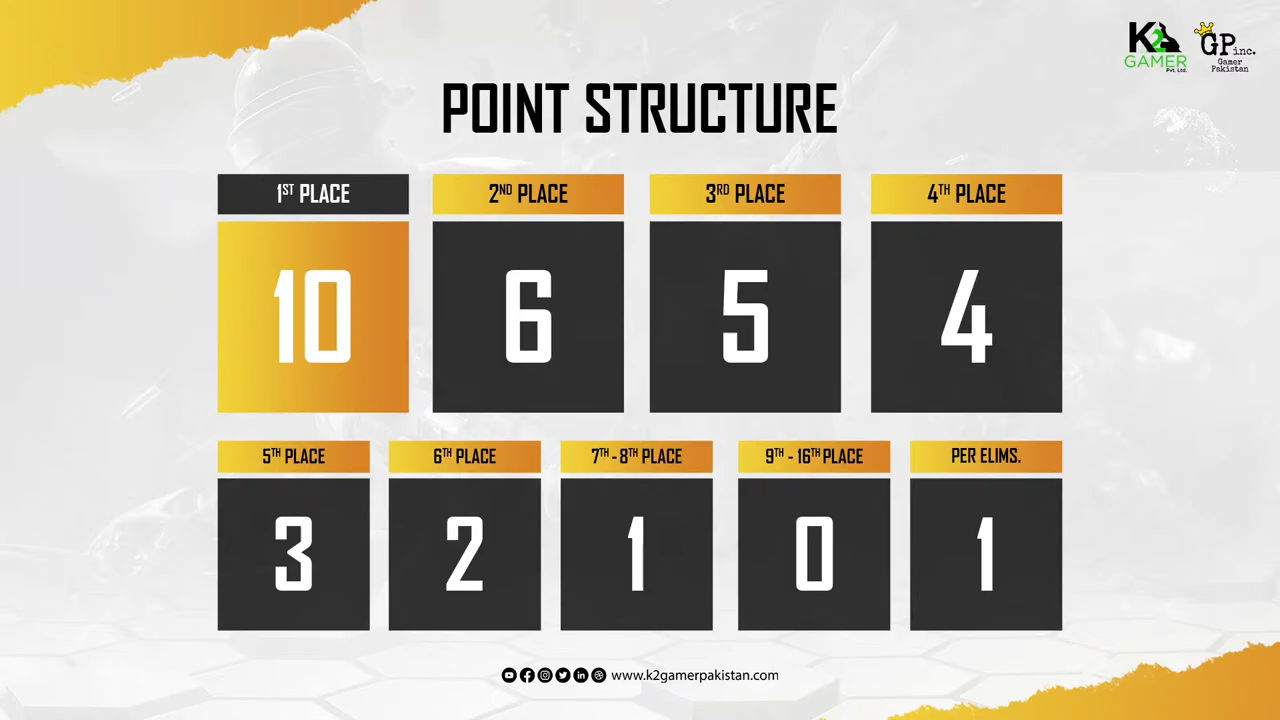 K2
GAMER
Pvt. Ltd.
GP inc.
Gamer
Pakistan
POINT STRUCTURE
1ST PLACE
10
2ND PLACE
6
3RD PLACE
5
4TH PLACE
4
5TH PLACE
3
6TH PLACE
2
7TH - 8TH PLACE
1
9TH - 16TH PLACE
0
PER ELIMS.
1
www.k2gamerpakistan.com